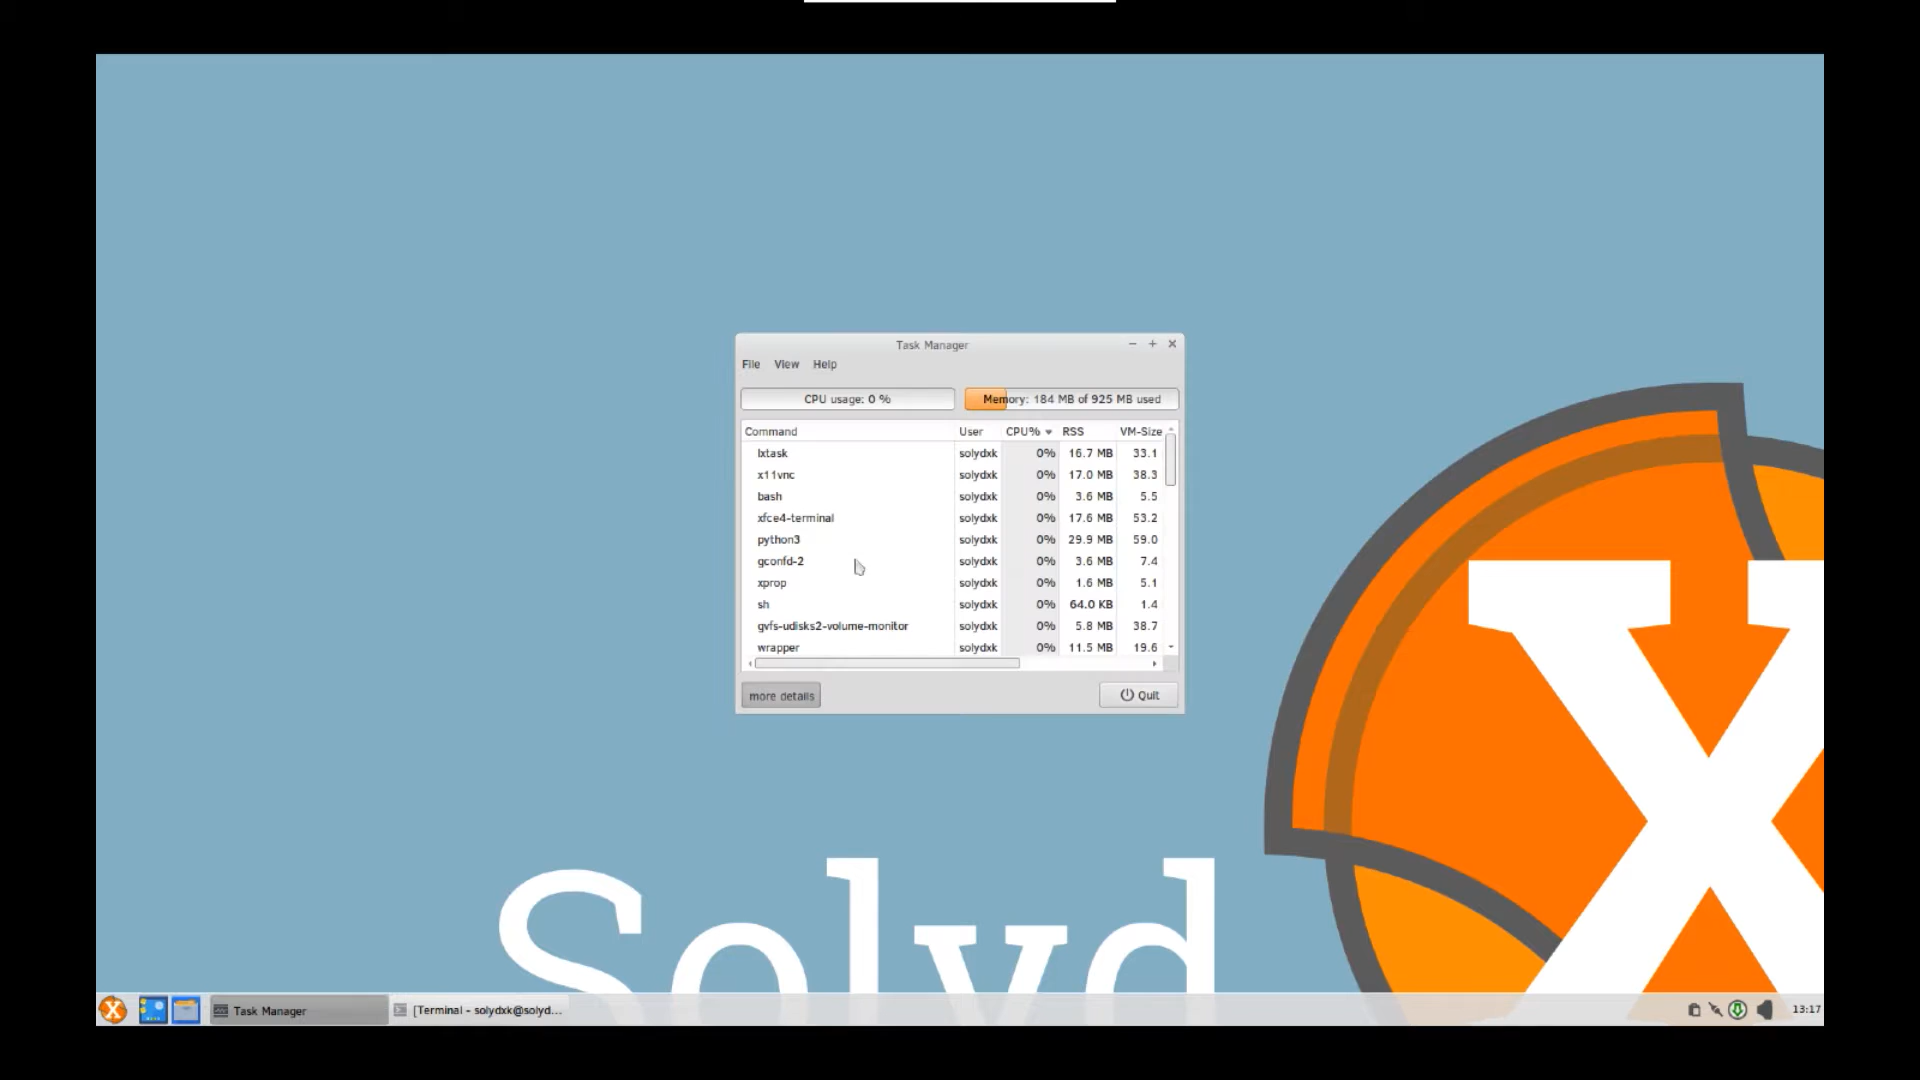 Task Manager
File View Help
CPU usage: 0 % Memory: 184 MB of 925 MB used
Command User CPU% RSS VM-Size
lxtask solydxk 0% 16.7 MB 33.1
x11vnc solydxk 0% 17.0 MB 38.3
bash solydxk 0% 3.6 MB 5.5
xfce4-terminal solydxk 0% 17.6 MB 53.2
python3 solydxk 0% 29.9 MB 59.0
gconfd-2 solydxk 0% 3.6 MB 7.4
xprop solydxk 0% 1.6 MB 5.1
sh solydxk 0% 64.0 KB 1.4
gvfs-udisks2-volume-monitor solydxk 0% 5.8 MB 38.7
wrapper solydxk 0% 11.5 MB 19.6
more details Quit
X
Solyd
X Task Manager [Terminal - solydxk@solyd... 13:17